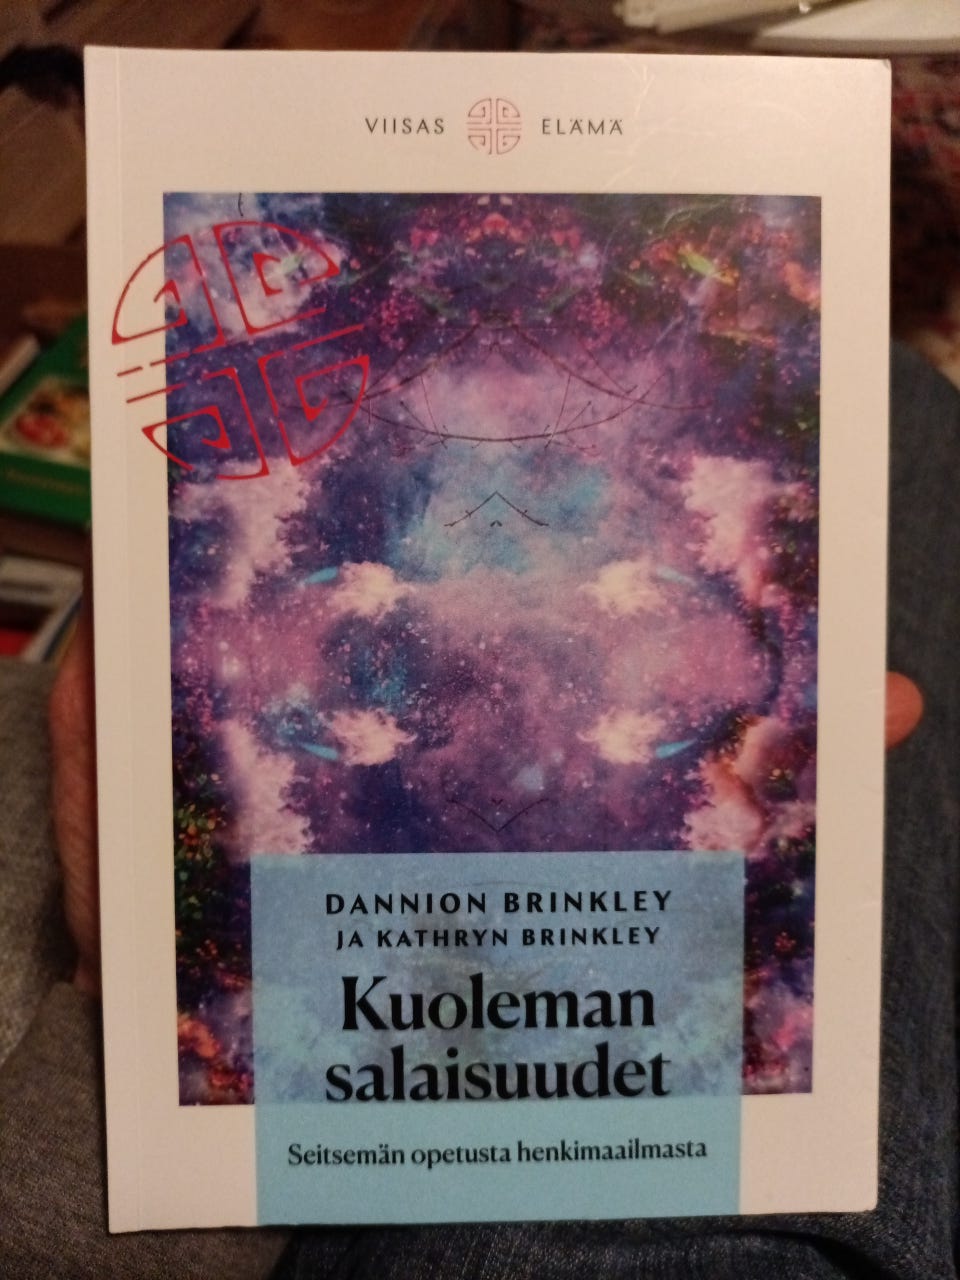 VIISAS ELÄMÄ
DANNION BRINKLEY
JA KATHRYN BRINKLEY
Kuoleman
salaisuudet
Seitsemän opetusta henkimaailmasta